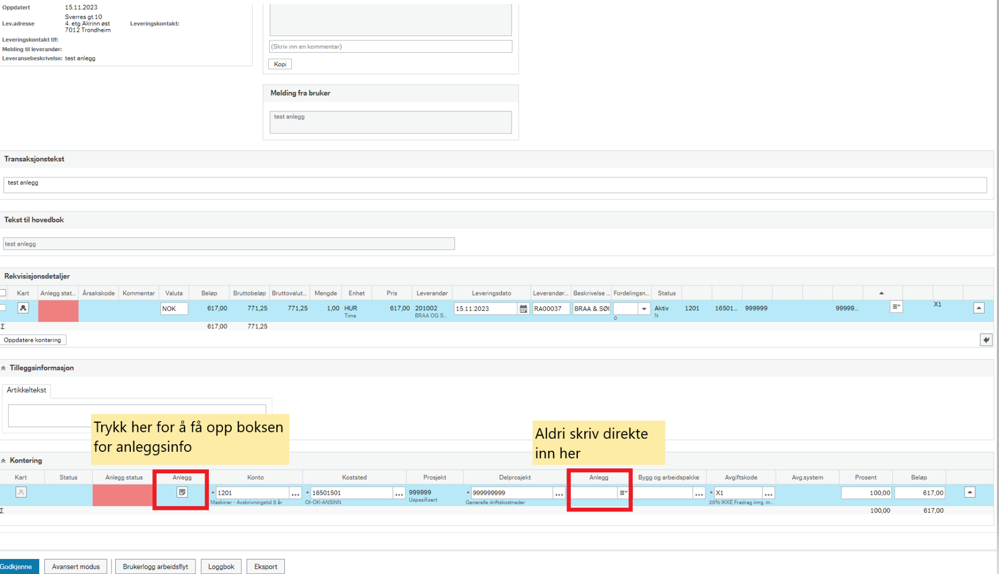 Oppdatert 15.11.2023
Lev.adresse Sverres gt.10
4. etg Akrinn øst
7012 Trondheim
Leveringskontakt:
Leveringskontakt tlf:
Melding til leverandør:
Leveransebeskrivelse: test anlegg
(Skriv inn en kommentar)
Kopi
Melding fra bruker
test anlegg
Transaksjonstekst
test anlegg
Tekst til hovedbok
test anlegg
Rekvisisjonsdetaljer
Kart Anlegg stat... Årsakskode Kommentar Valuta Beløp Bruttobeløp Bruttovalut... Mengde Enhet Pris Leverandør Leveringsdato Leverandør... Beskrivelse ... Fordelingsn... Status
NOK 617,00 771,25 771,25 1,00 HUR 617,00 201002 15.11.2023 RA00037 BRAA & SØ Aktiv 1201 16501... 999999 99999... X1
Time BRAA OG S... 0 N
Σ 617,00 771,25
Oppdatere kontering
Tilleggsinformasjon
Artikkeltekst
Trykk her for å få opp boksen
for anleggsinfo
Aldri skriv direkte
inn her
Kontering
Kart Status Anlegg status Anlegg Konto Koststed Prosjekt Delprosjekt Anlegg Bygg og arbeidspakke Avgiftskode Avg.system Prosent Beløp
* 1201 ... * 16501501 ... 999999 * 999999999 ... ... * X1 ... 100,00 617,00
Maskiner - Avskrivningstid 5 år OI-OK-ANSINN Uspesifisert Generelle driftskostnader 25% IKKE Fradrag inng. m...
Σ 100,00 617,00
Godkjenne Avansert modus Brukerlogg arbeidsflyt Loggbok Eksport